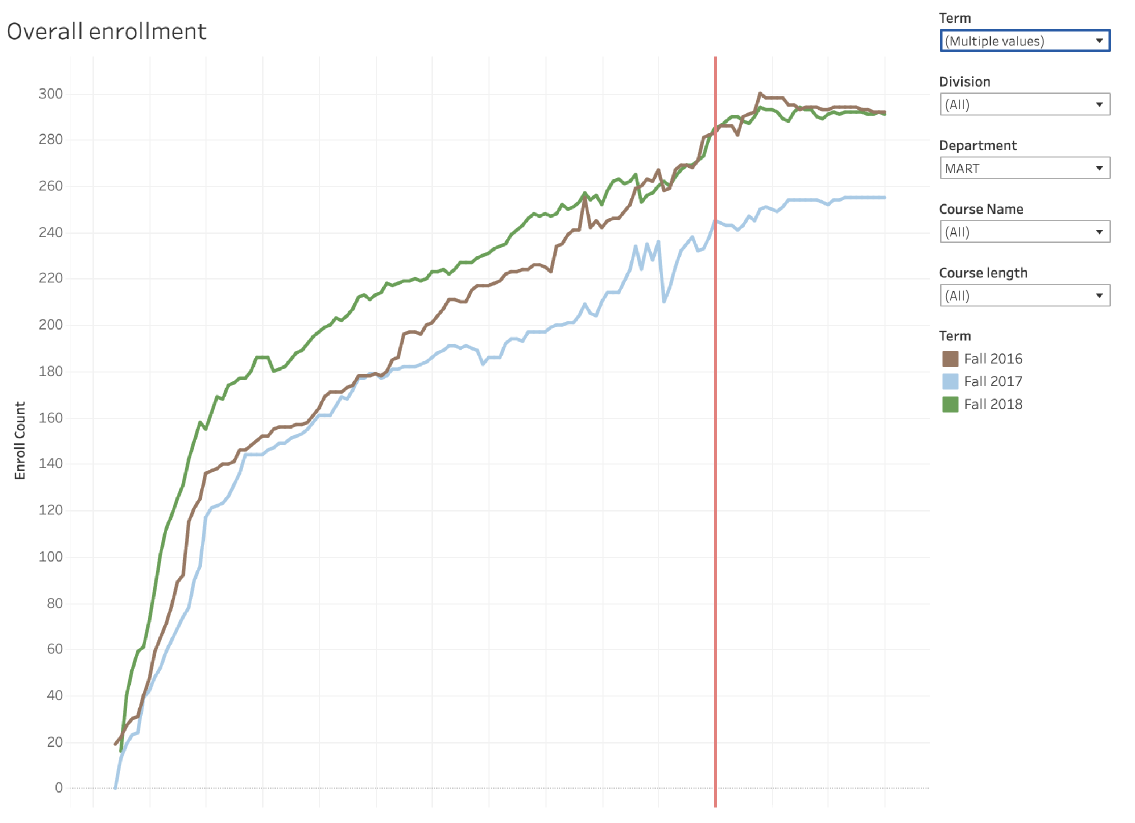 Overall enrollment
Enroll Count
300
280
260
240
220
200
180
160
140
120
100
80
60
40
20
0
Term
(Multiple values)
Division
(All)
Department
MART
Course Name
(All)
Course length
(All)
Term
Fall 2016
Fall 2017
Fall 2018